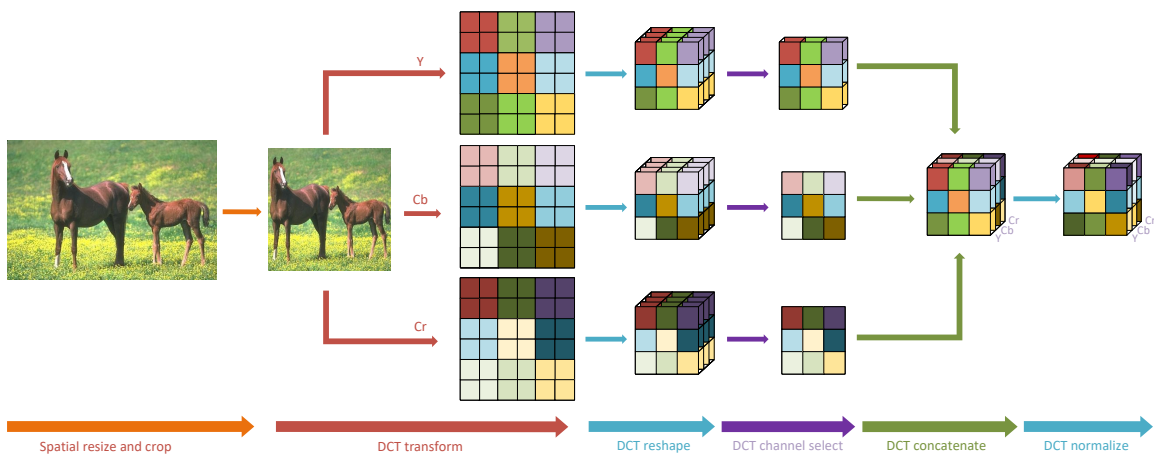 Y
Cb
Cr
Cr
Cb
Y
Cr
Cb
Y
Spatial resize and crop
DCT transform
DCT reshape
DCT channel select
DCT concatenate
DCT normalize